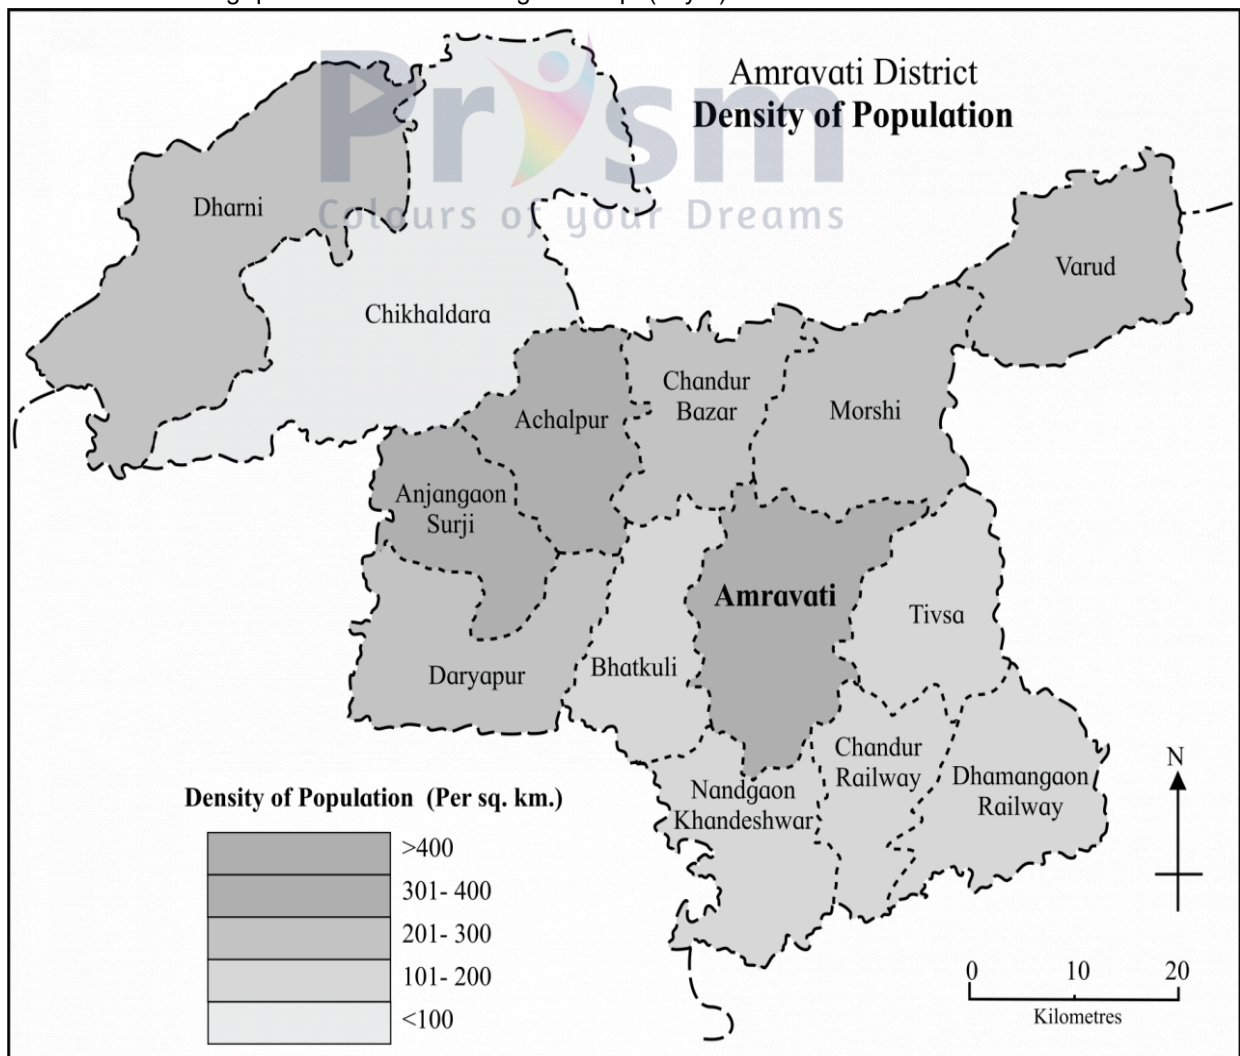 Amravati District
Density of Population
Prism
Colours of your Dreams
Dharni
Varud
Chikhaldara
Chandur
Bazar
Morshi
Achalpur
Anjangaon
Surji
Amravati
Tivsa
Bhatkuli
Daryapur
Chandur
Railway
Dhamangaon
Railway
Nandgaon
Khandeshwar
N
Density of Population (Per sq. km.)
>400
301- 400
201- 300
101- 200
<100
0 10 20
Kilometres